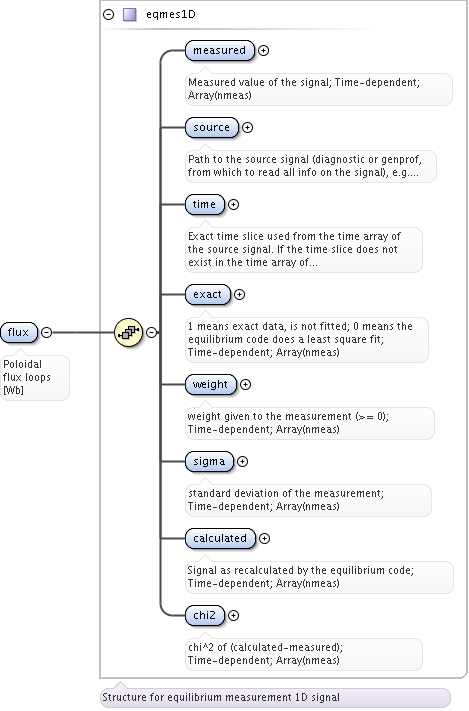 eqmes1D
measured
Measured value of the signal; Time-dependent;
Array(nmeas)
source
Path to the source signal (diagnostic or genprof,
from which to read all info on the signal), e.g....
time
Exact time slice used from the time array of
the source signal. If the time slice does not
exist in the time array of...
exact
1 means exact data, is not fitted; 0 means the
equilibrium code does a least square fit;
Time-dependent; Array(nmeas)
flux
Poloidal
flux loops
[Wb]
weight
weight given to the measurement (>= 0);
Time-dependent; Array(nmeas)
sigma
standard deviation of the measurement;
Time-dependent; Array(nmeas)
calculated
Signal as recalculated by the equilibrium code;
Time-dependent; Array(nmeas)
chi2
chi^2 of (calculated-measured);
Time-dependent; Array(nmeas)
Structure for equilibrium measurement 1D signal